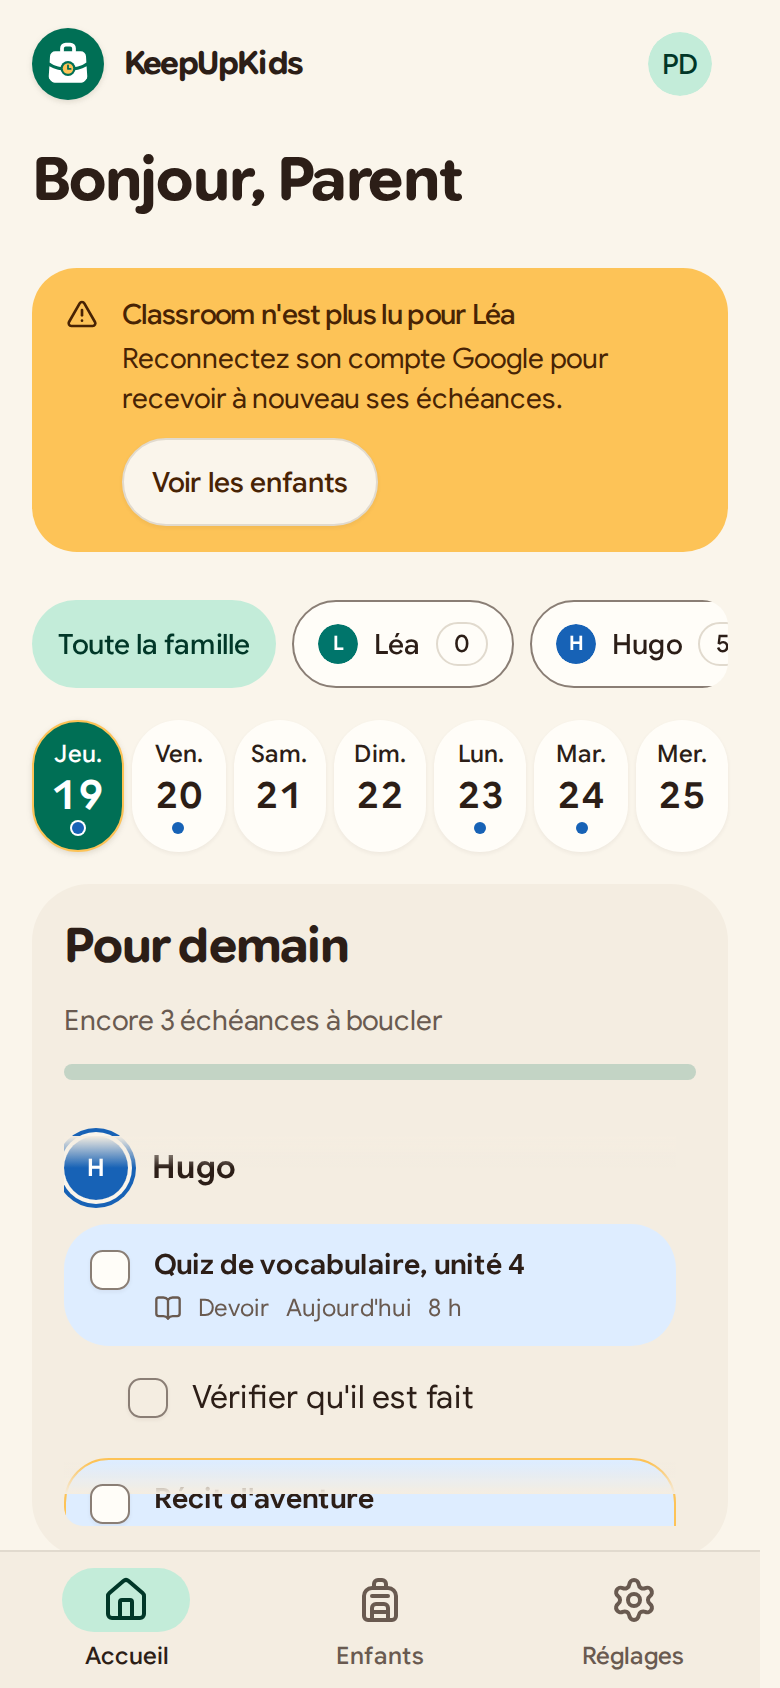 KeepUpKids
PD
Bonjour, Parent
Classroom n'est plus lu pour Léa
Reconnectez son compte Google pour
recevoir à nouveau ses échéances.
Voir les enfants
Toute la famille
L Léa 0
H Hugo 5
Jeu. Ven. Sam. Dim. Lun. Mar. Mer.
19 20 21 22 23 24 25
Pour demain
Encore 3 échéances à boucler
H Hugo
Quiz de vocabulaire, unité 4
Devoir Aujourd'hui 8 h
Vérifier qu'il est fait
Récit d'aventure
Accueil Enfants Réglages